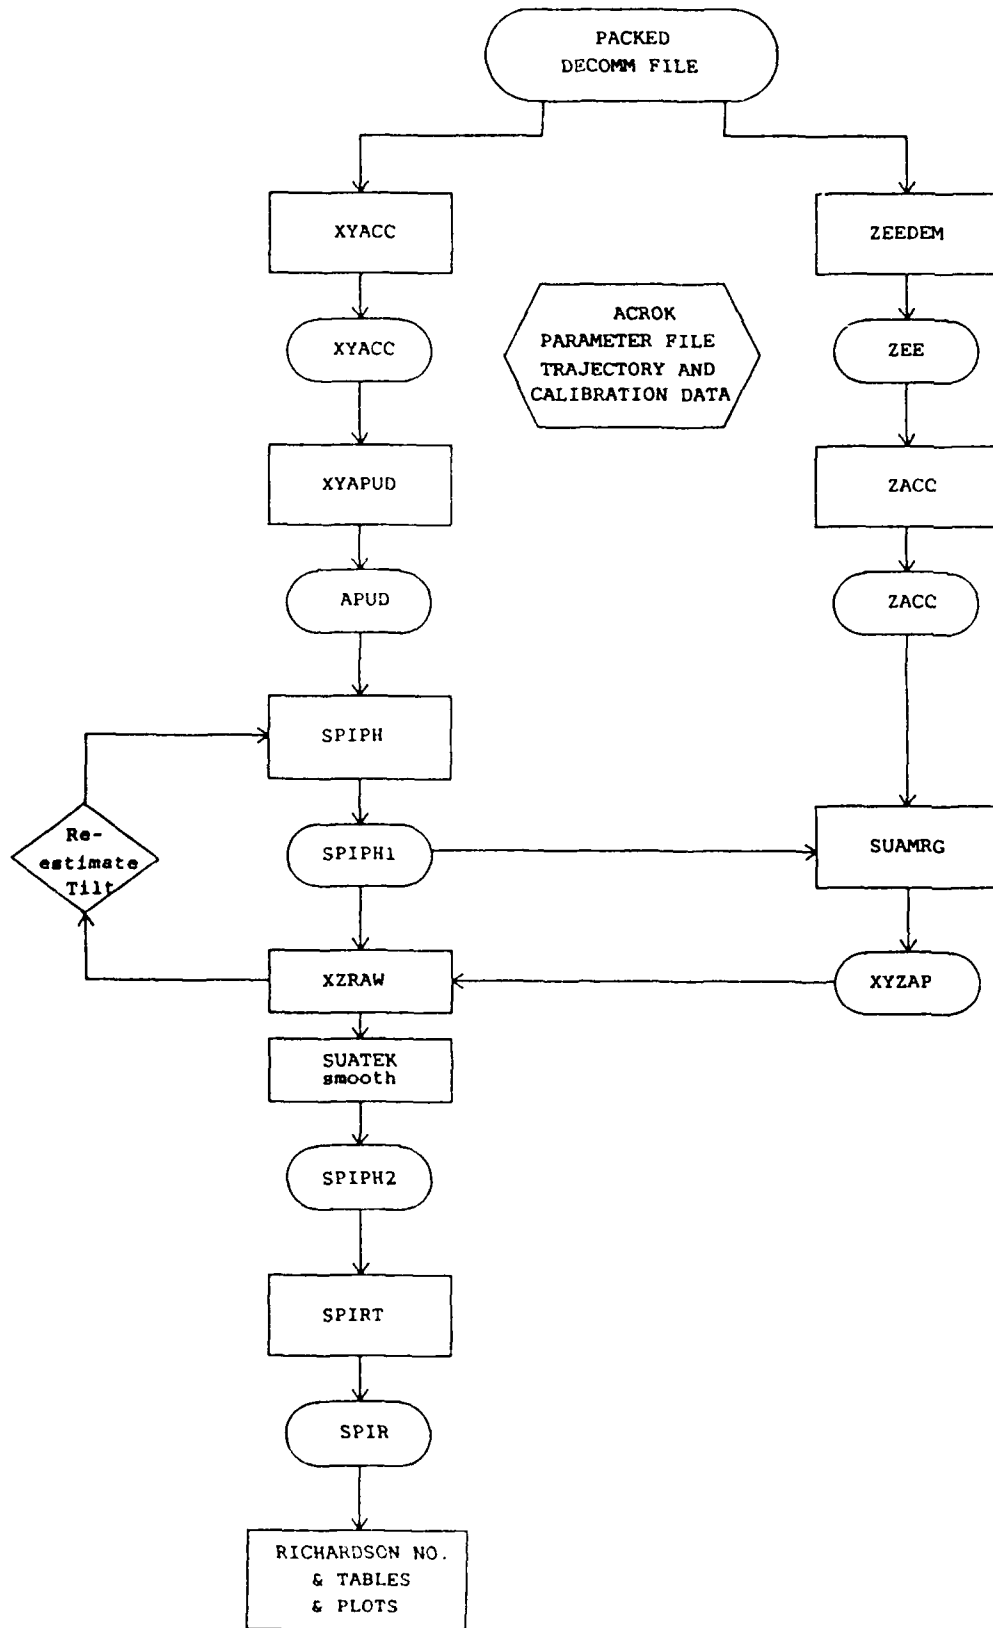 PACKED
DECOMM FILE
XYACC
ZEEDEM
ACROK
PARAMETER FILE
TRAJECTORY AND
CALIBRATION DATA
XYACC
ZEE
XYAPUD
ZACC
APUD
ZACC
SPIPH
Re-
estimate
Tilt
SPIPH1
SUAMRG
XZRAW
XYZAP
SUATEK
smooth
SPIPH2
SPIRT
SPIR
RICHARDSON NO.
& TABLES
& PLOTS